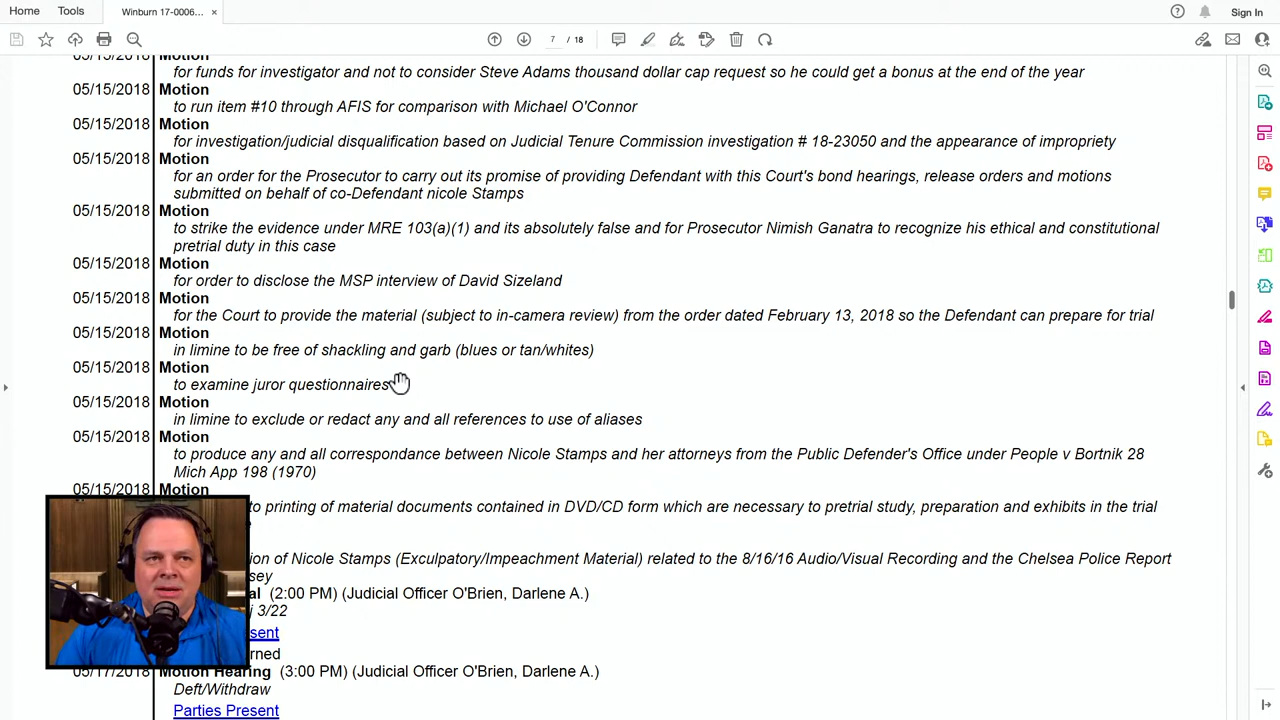 Home Tools Winburn 17-0006... × Sign In
7 / 18
05/15/2018 Motion
for funds for investigator and not to consider Steve Adams thousand dollar cap request so he could get a bonus at the end of the year
05/15/2018 Motion
to run item #10 through AFIS for comparison with Michael O'Connor
05/15/2018 Motion
for investigation/judicial disqualification based on Judicial Tenure Commission investigation # 18-23050 and the appearance of impropriety
05/15/2018 Motion
for an order for the Prosecutor to carry out its promise of providing Defendant with this Court's bond hearings, release orders and motions
submitted on behalf of co-Defendant nicole Stamps
05/15/2018 Motion
to strike the evidence under MRE 103(a)(1) and its absolutely false and for Prosecutor Nimish Ganatra to recognize his ethical and constitutional
pretrial duty in this case
05/15/2018 Motion
for order to disclose the MSP interview of David Sizeland
05/15/2018 Motion
for the Court to provide the material (subject to in-camera review) from the order dated February 13, 2018 so the Defendant can prepare for trial
05/15/2018 Motion
in limine to be free of shackling and garb (blues or tan/whites)
05/15/2018 Motion
to examine juror questionnaires
05/15/2018 Motion
in limine to exclude or redact any and all references to use of aliases
05/15/2018 Motion
to produce any and all correspondance between Nicole Stamps and her attorneys from the Public Defender's Office under People v Bortnik 28
Mich App 198 (1970)
05/15/2018 Motion
to printing of material documents contained in DVD/CD form which are necessary to pretrial study, preparation and exhibits in the trial
ion of Nicole Stamps (Exculpatory/Impeachment Material) related to the 8/16/16 Audio/Visual Recording and the Chelsea Police Report
sey
al (2:00 PM) (Judicial Officer O'Brien, Darlene A.)
j 3/22
sent
rned
05/17/2018 Motion Hearing (3:00 PM) (Judicial Officer O'Brien, Darlene A.)
Deft/Withdraw
Parties Present